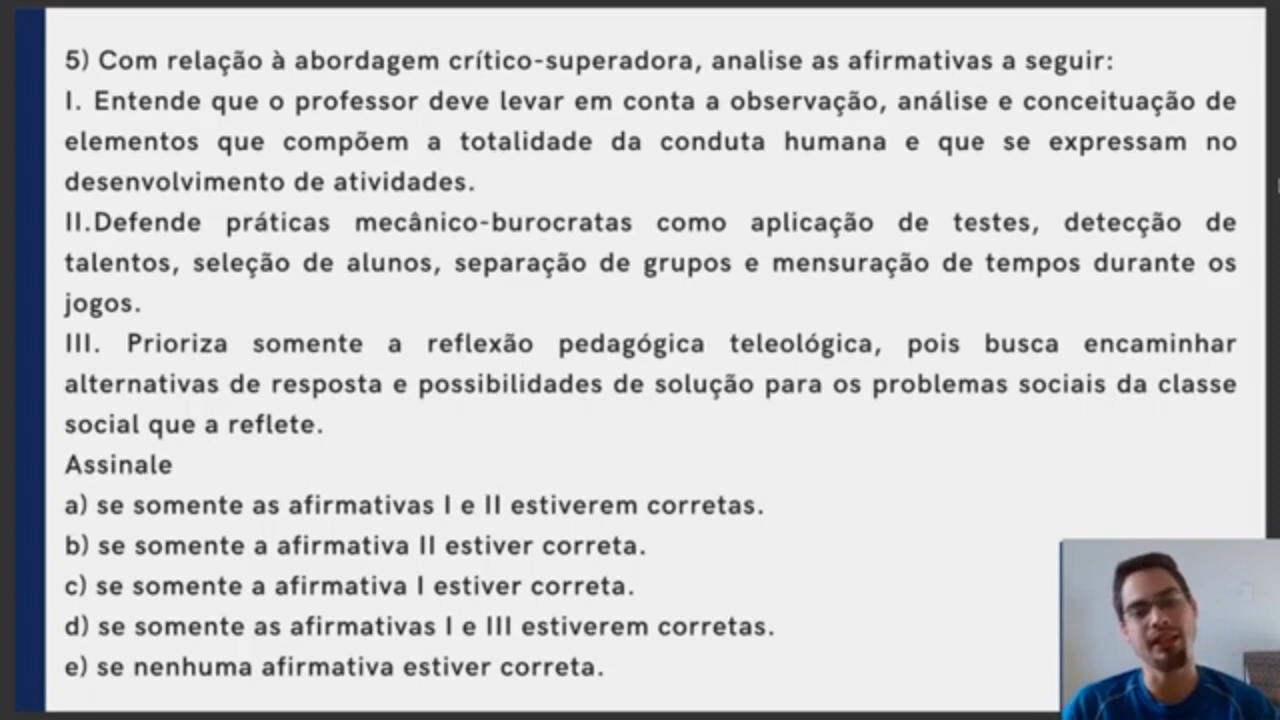 5) Com relação à abordagem crítico-superadora, analise as afirmativas a seguir:
I. Entende que o professor deve levar em conta a observação, análise e conceituação de
elementos que compõem a totalidade da conduta humana e que se expressam no
desenvolvimento de atividades.
II.Defende práticas mecânico-burocratas como aplicação de testes, detecção de
talentos, seleção de alunos, separação de grupos e mensuração de tempos durante os
jogos.
III. Prioriza somente a reflexão pedagógica teleológica, pois busca encaminhar
alternativas de resposta e possibilidades de solução para os problemas sociais da classe
social que a reflete.
Assinale
a) se somente as afirmativas I e II estiverem corretas.
b) se somente a afirmativa II estiver correta.
c) se somente a afirmativa I estiver correta.
d) se somente as afirmativas I e III estiverem corretas.
e) se nenhuma afirmativa estiver correta.